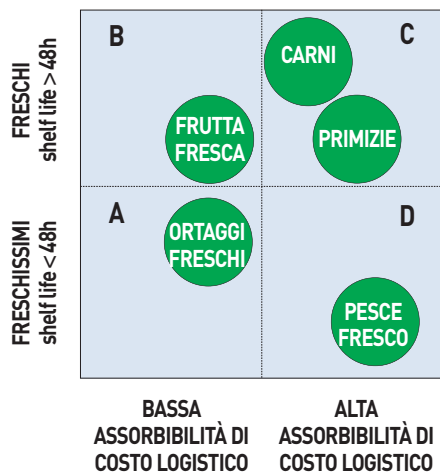 FRESCHI
shelf life > 48h
B
C
CARNI
FRUTTA
FRESCA
PRIMIZIE
FRESCHISSIMI
shelf life < 48h
A
D
ORTAGGI
FRESCHI
PESCE
FRESCO
BASSA
ASSORBIBILITÀ DI
COSTO LOGISTICO
ALTA
ASSORBIBILITÀ DI
COSTO LOGISTICO